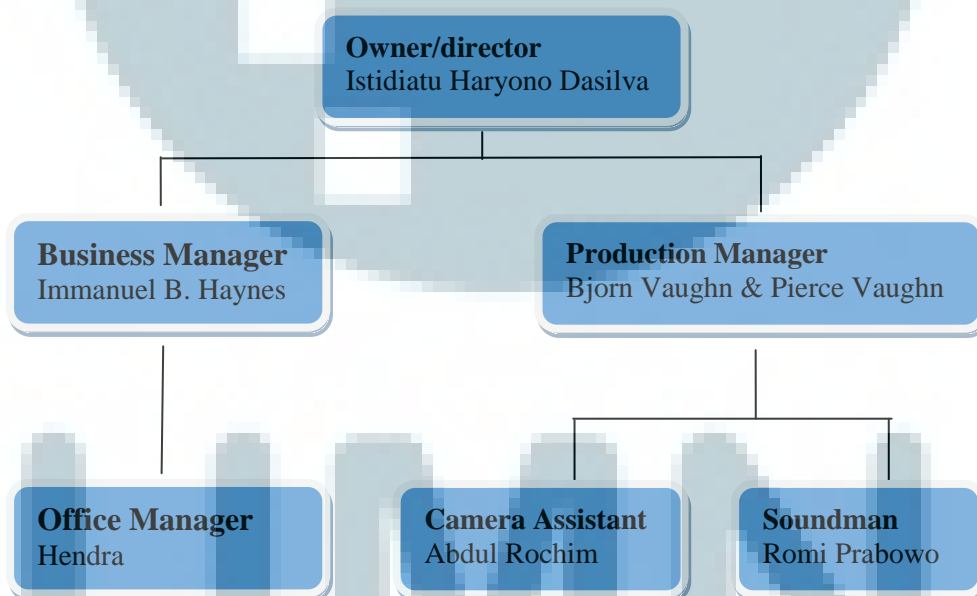 Owner/director
Istidiatu Haryono Dasilva
Business Manager
Immanuel B. Haynes
Production Manager
Bjorn Vaughn & Pierce Vaughn
Office Manager
Hendra
Camera Assistant
Abdul Rochim
Soundman
Romi Prabowo